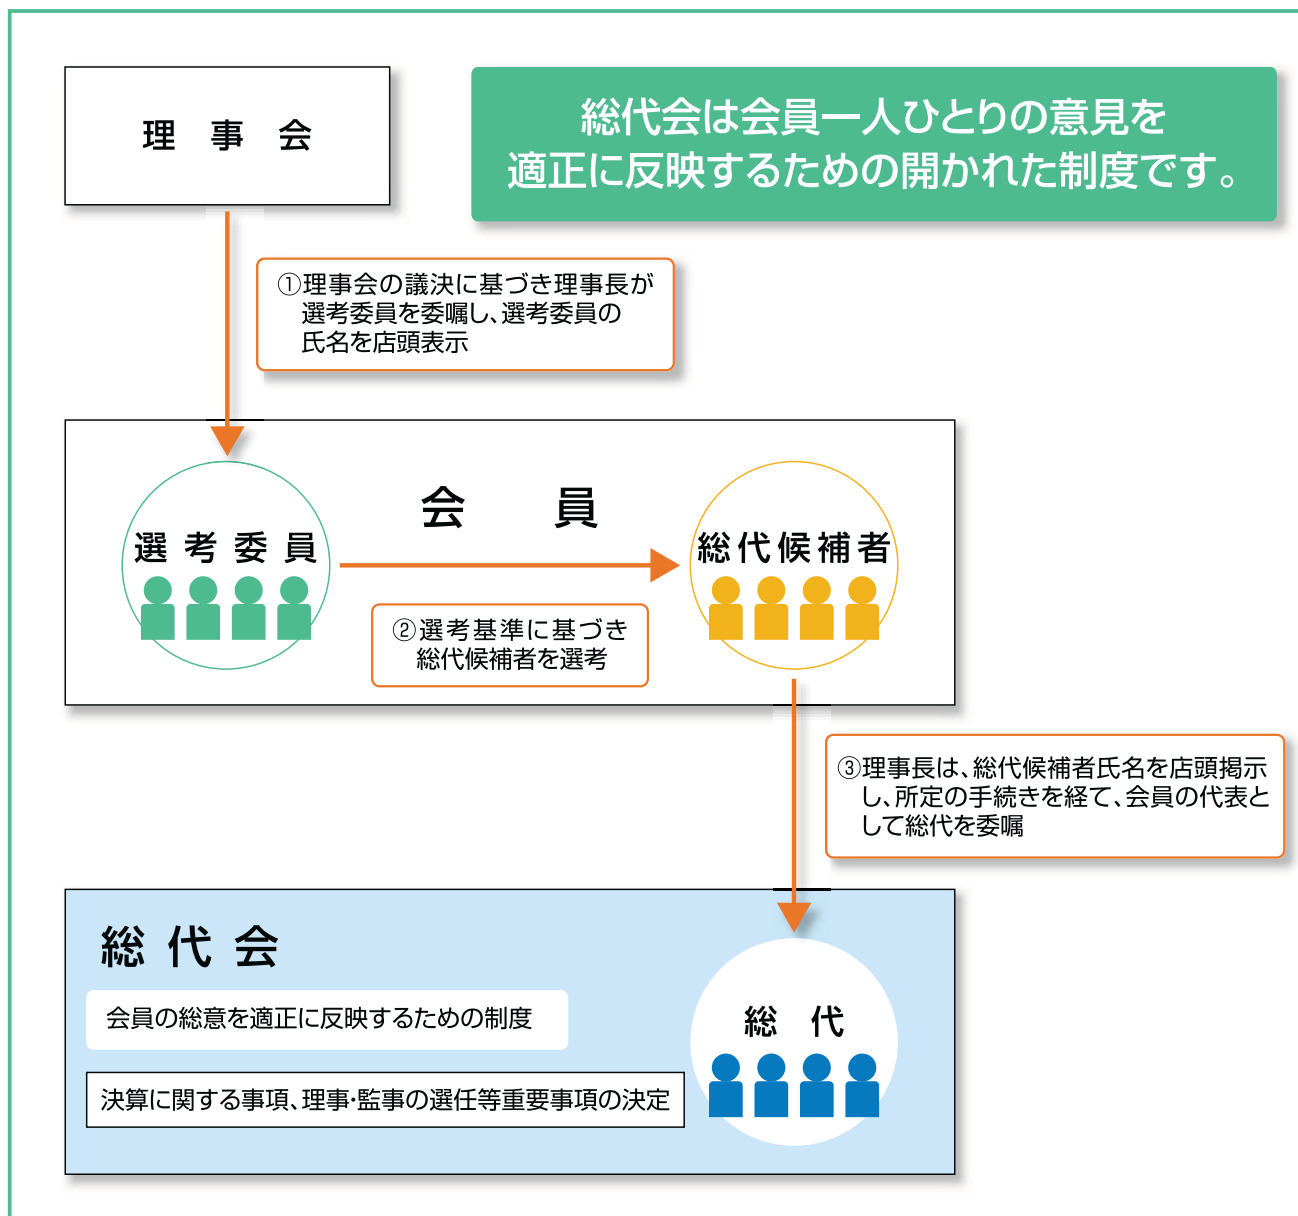 理事会
総代会は会員一人ひとりの意見を
適正に反映するための開かれた制度です。
①理事会の議決に基づき理事長が
選考委員を委嘱し、選考委員の
氏名を店頭表示
会員
選考委員
総代候補者
②選考基準に基づき
総代候補者を選考
③理事長は、総代候補者氏名を店頭掲示
し、所定の手続きを経て、会員の代表と
して総代を委嘱
総代会
会員の総意を適正に反映するための制度
決算に関する事項、理事・監事の選任等重要事項の決定
総代